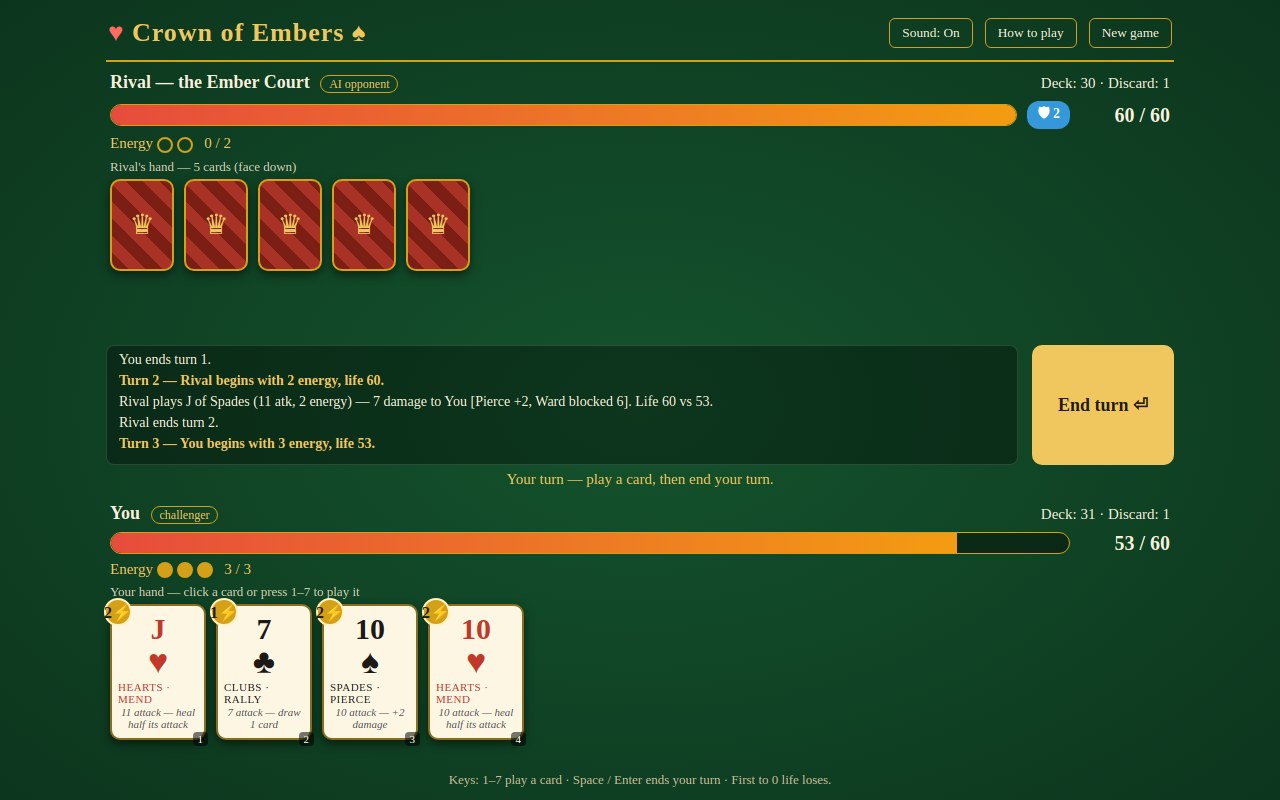 ♥ Crown of Embers ♠
Sound: On
How to play
New game
Rival — the Ember Court
AI opponent
Deck: 30 · Discard: 1
2
60 / 60
Energy
0 / 2
Rival's hand — 5 cards (face down)
You ends turn 1.
Turn 2 — Rival begins with 2 energy, life 60.
Rival plays J of Spades (11 atk, 2 energy) — 7 damage to You [Pierce +2, Ward blocked 6]. Life 60 vs 53.
Rival ends turn 2.
Turn 3 — You begins with 3 energy, life 53.
End turn ⏎
Your turn — play a card, then end your turn.
You
challenger
Deck: 31 · Discard: 1
53 / 60
Energy
3 / 3
Your hand — click a card or press 1–7 to play it
2⚡
J
♥
HEARTS ·
MEND
11 attack — heal
half its attack
1
1⚡
7
♣
CLUBS ·
RALLY
7 attack — draw
1 card
2
2⚡
10
♠
SPADES ·
PIERCE
10 attack — +2
damage
3
2⚡
10
♥
HEARTS ·
MEND
10 attack — heal
half its attack
4
Keys: 1–7 play a card · Space / Enter ends your turn · First to 0 life loses.